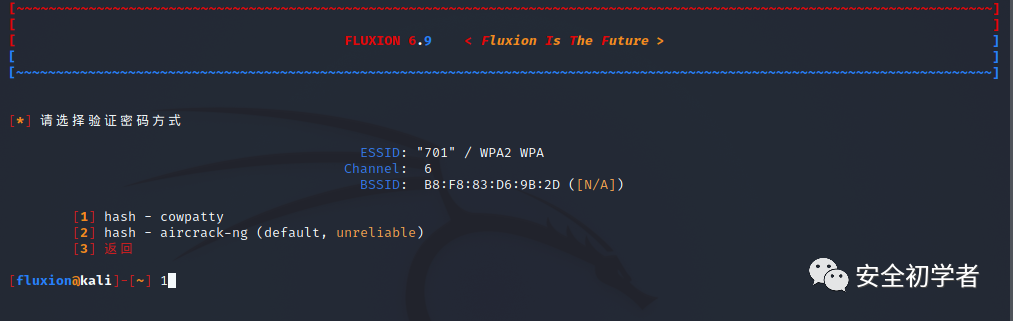 [~~~~~~~~~~~~~~~~~~~~~~~~~~~~~~~~~~~~~~~~~~~~~~~~~~~~~~~~~~~~~~~~~~~~~~~~~~~~~~~~~~~~~~~~~~~~~~~~~~~~~~~~~~~~~~~~~~~~~~~~~~]
[ ]
[ FLUXION 6.9 < Fluxion Is The Future > ]
[ ]
[~~~~~~~~~~~~~~~~~~~~~~~~~~~~~~~~~~~~~~~~~~~~~~~~~~~~~~~~~~~~~~~~~~~~~~~~~~~~~~~~~~~~~~~~~~~~~~~~~~~~~~~~~~~~~~~~~~~~~~~~~~]
[*] 请选择验证密码方式
ESSID: "701" / WPA2 WPA
Channel: 6
BSSID: B8:F8:83:D6:9B:2D ([N/A])
[1] hash - cowpatty
[2] hash - aircrack-ng (default, unreliable)
[3] 返回
[fluxion@kali]-[~] 1
安全初学者